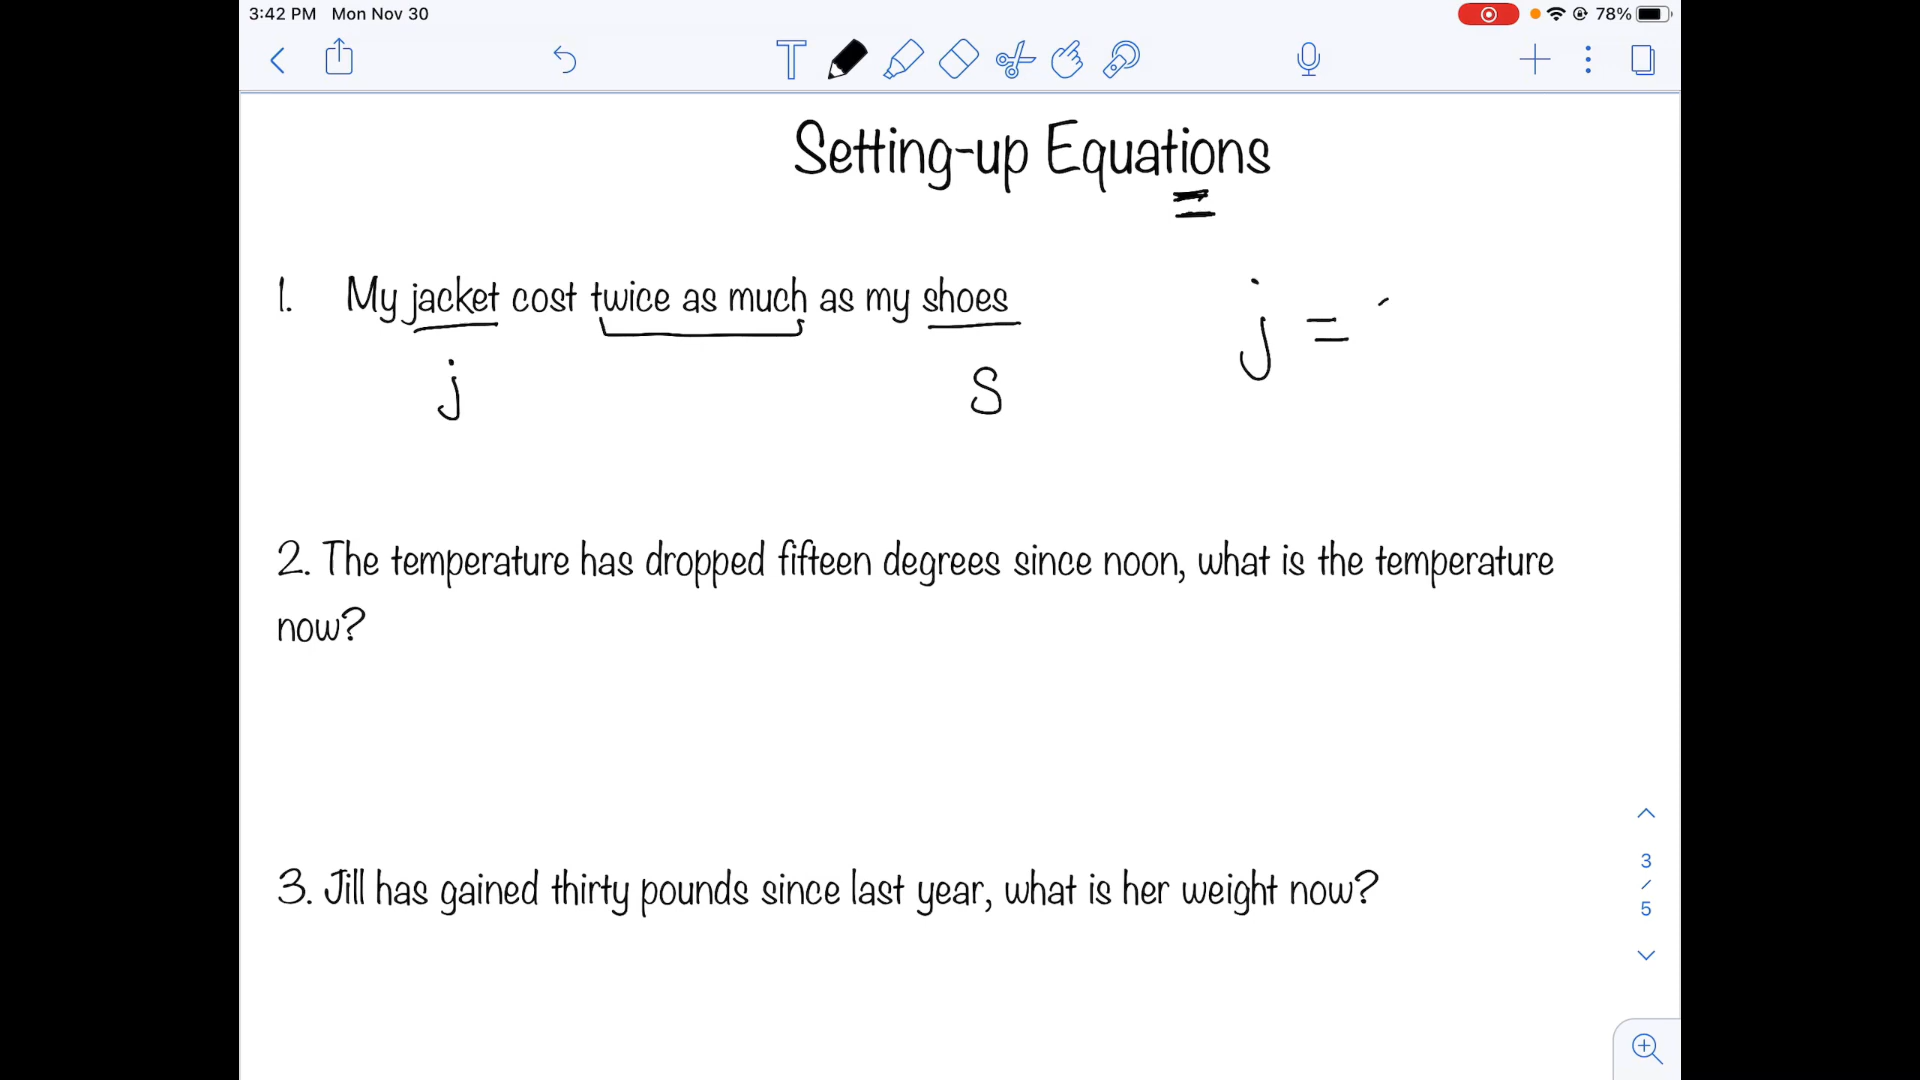 3:42 PM Mon Nov 30
78%
T
Setting-up Equations
=
1. My jacket cost twice as much as my shoes
j =
j S
2. The temperature has dropped fifteen degrees since noon, what is the temperature
now?
3. Jill has gained thirty pounds since last year, what is her weight now?
3
/
5